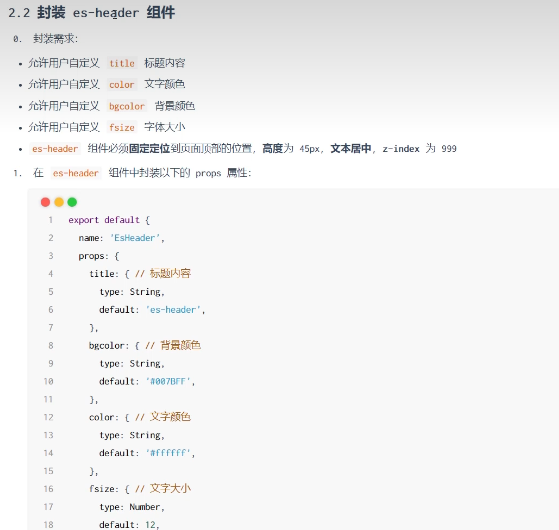 2.2 封装 es-header 组件
0. 封装需求：
• 允许用户自定义 title 标题内容
• 允许用户自定义 color 文字颜色
• 允许用户自定义 bgcolor 背景颜色
• 允许用户自定义 fsize 字体大小
• es-header 组件必须固定定位到页面顶部的位置，高度为 45px，文本居中，z-index 为 999
1. 在 es-header 组件中封装以下的 props 属性：
1 export default {
2 name: 'EsHeader',
3 props: {
4 title: { // 标题内容
5 type: String,
6 default: 'es-header',
7 },
8 bgcolor: { // 背景颜色
9 type: String,
10 default: '#007BFF',
11 },
12 color: { // 文字颜色
13 type: String,
14 default: '#ffffff',
15 },
16 fsize: { // 文字大小
17 type: Number,
18 default: 12,